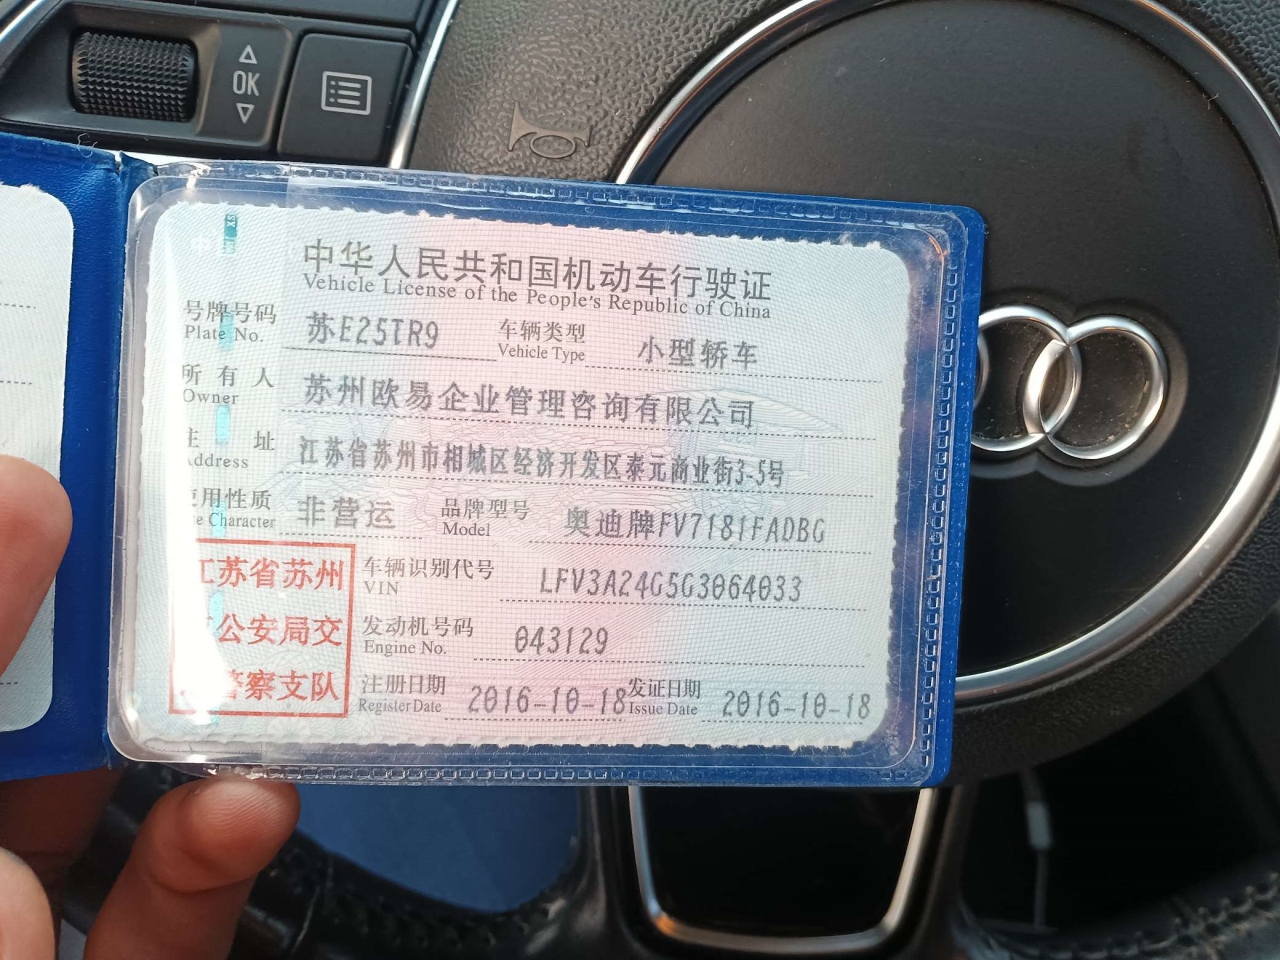 OK
中华人民共和国机动车行驶证
Vehicle License of the People's Republic of China
号牌号码 苏E25TR9 车辆类型 小型轿车
Plate No. Vehicle Type
所有人 苏州欧易企业管理咨询有限公司
Owner
址 江苏省苏州市相城区经济开发区泰元商业街3-5号
Address
使用性质 非营运 品牌型号 奥迪牌FV7181FADBG
Character Model
江苏省苏州 车辆识别代号 LFV3A24G5G3064033
VIN
公安局交 发动机号码 043129
Engine No.
警察支队 注册日期 2016-10-18 发证日期 2016-10-18
Register Date Issue Date